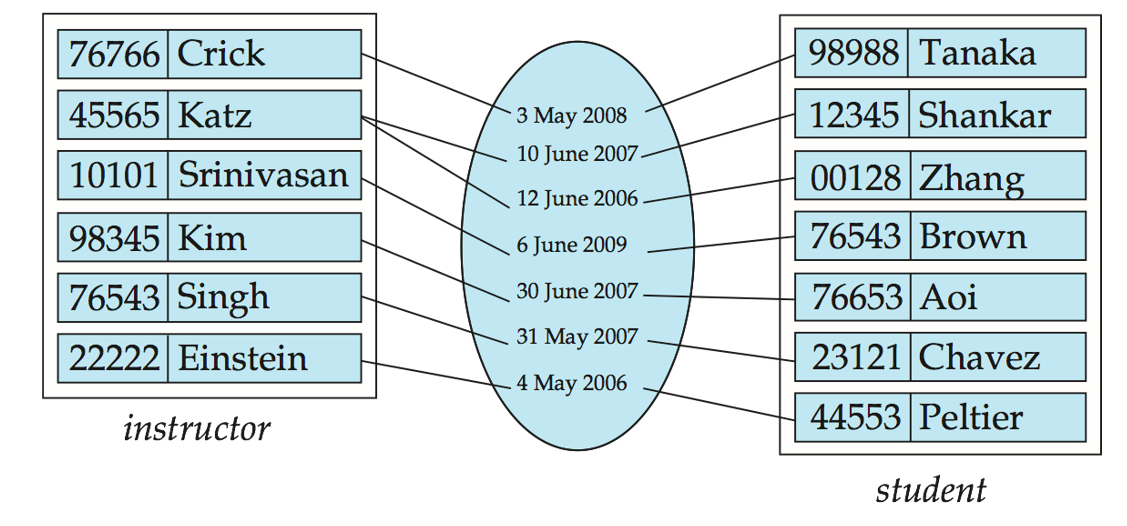 76766 Crick
45565 Katz
10101 Srinivasan
98345 Kim
76543 Singh
22222 Einstein
instructor
3 May 2008
10 June 2007
12 June 2006
6 June 2009
30 June 2007
31 May 2007
4 May 2006
98988 Tanaka
12345 Shankar
00128 Zhang
76543 Brown
76653 Aoi
23121 Chavez
44553 Peltier
student